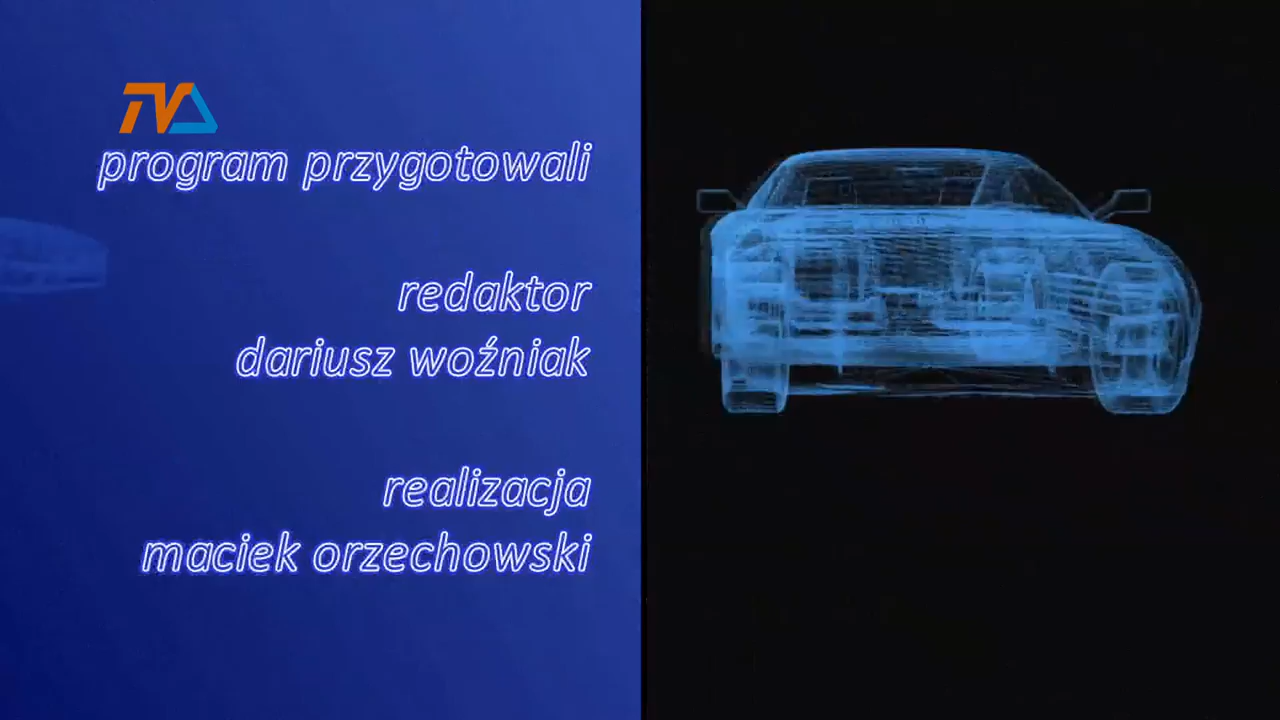 TVA
program przygotowali
redaktor
dariusz woźniak
realizacja
maciek orzechowski